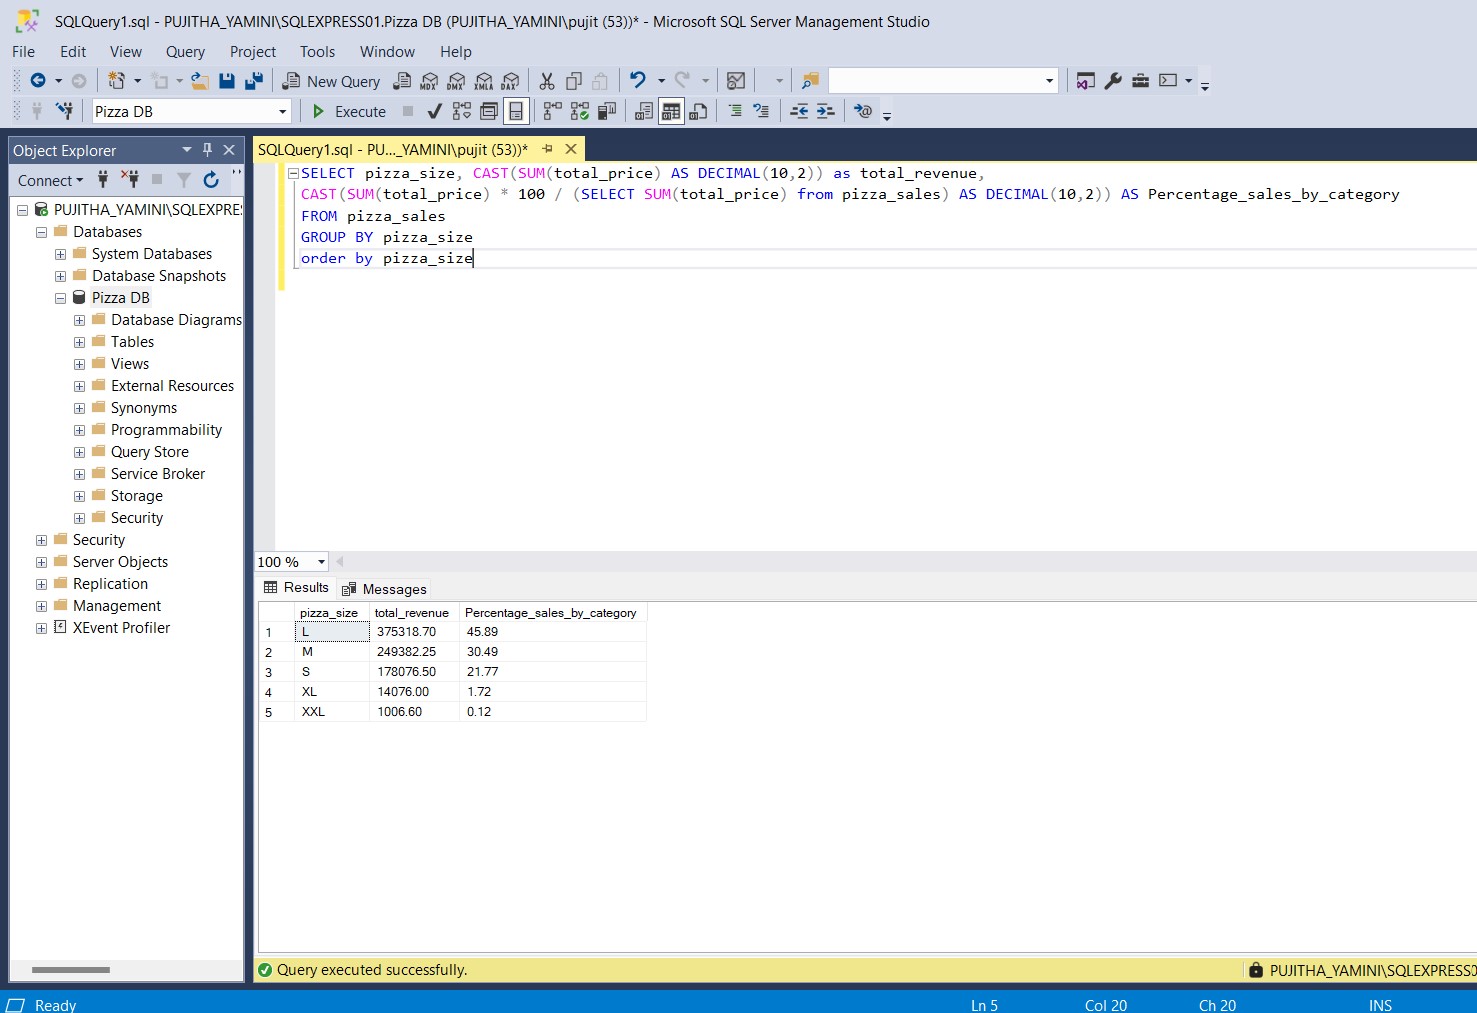 SQLQuery1.sql - PUJITHA_YAMINI\SQLEXPRESS01.Pizza DB (PUJITHA_YAMINI\pujit (53))* - Microsoft SQL Server Management Studio
File Edit View Query Project Tools Window Help
New Query MDX DMX XMLA DAX
Pizza DB Execute
Object Explorer
SQLQuery1.sql - PU..._YAMINI\pujit (53))*
Connect
PUJITHA_YAMINI\SQLEXPRE
Databases
System Databases
Database Snapshots
Pizza DB
Database Diagrams
Tables
Views
External Resources
Synonyms
Programmability
Query Store
Service Broker
Storage
Security
Security
Server Objects
Replication
Management
XEvent Profiler
SELECT pizza_size, CAST(SUM(total_price) AS DECIMAL(10,2)) as total_revenue,
CAST(SUM(total_price) * 100 / (SELECT SUM(total_price) from pizza_sales) AS DECIMAL(10,2)) AS Percentage_sales_by_category
FROM pizza_sales
GROUP BY pizza_size
order by pizza_size
100 %
Results Messages
pizza_size total_revenue Percentage_sales_by_category
1 L 375318.70 45.89
2 M 249382.25 30.49
3 S 178076.50 21.77
4 XL 14076.00 1.72
5 XXL 1006.60 0.12
Query executed successfully. PUJITHA_YAMINI\SQLEXPRESS0
Ready Ln 5 Col 20 Ch 20 INS